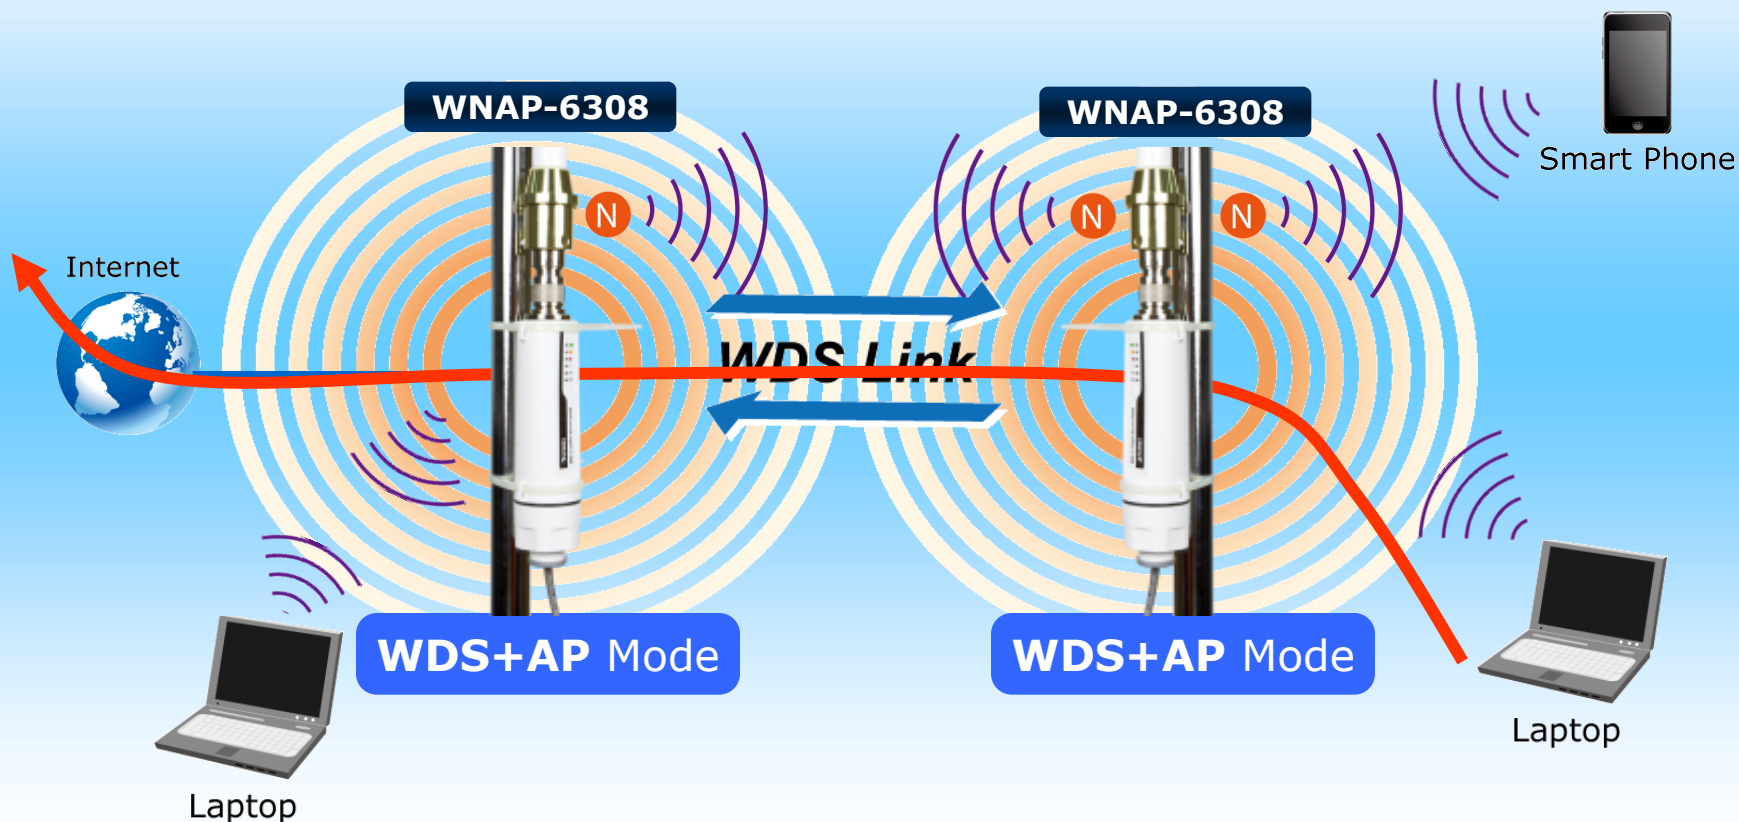 WNAP-6308
WNAP-6308
Smart Phone
N
N
N
Internet
WDS Link
WDS+AP Mode
WDS+AP Mode
Laptop
Laptop